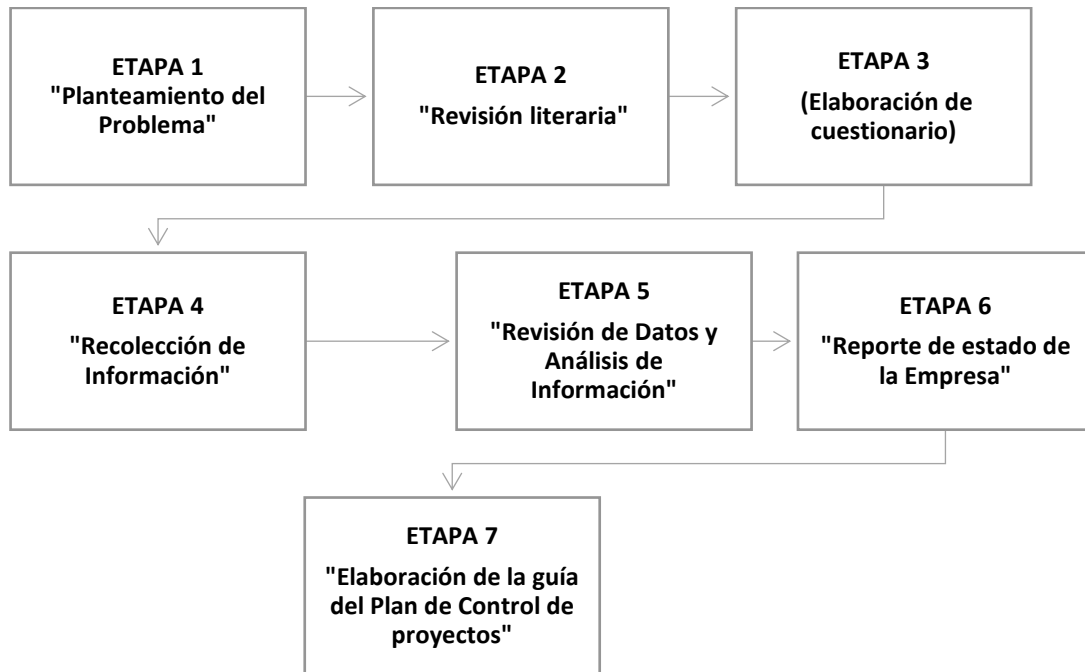 ETAPA 1
"Planteamiento del
Problema"
ETAPA 2
"Revisión literaria"
ETAPA 3
(Elaboración de
cuestionario)
ETAPA 4
"Recolección de
Información"
ETAPA 5
"Revisión de Datos y
Análisis de
Información"
ETAPA 6
"Reporte de estado de
la Empresa"
ETAPA 7
"Elaboración de la guía
del Plan de Control de
proyectos"